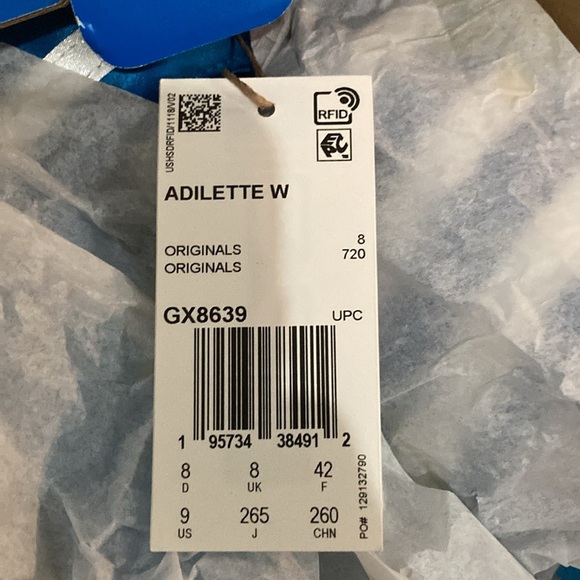 USHSDRFID/1118/V02
RFID
EPC
ADILETTE W
8
ORIGINALS 720
ORIGINALS
GX8639 UPC
1 95734 38491 2
8 8 42
D UK F
9 265 260
US J CHN
PO# 129132790